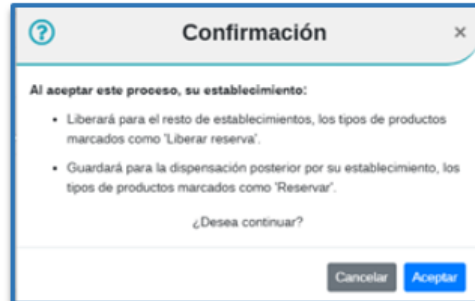 Confirmación
×
Al aceptar este proceso, su establecimiento:
• Liberará para el resto de establecimientos, los tipos de productos
marcados como 'Liberar reserva'.
• Guardará para la dispensación posterior por su establecimiento, los
tipos de productos marcados como 'Reservar'.
¿Desea continuar?
Cancelar Aceptar